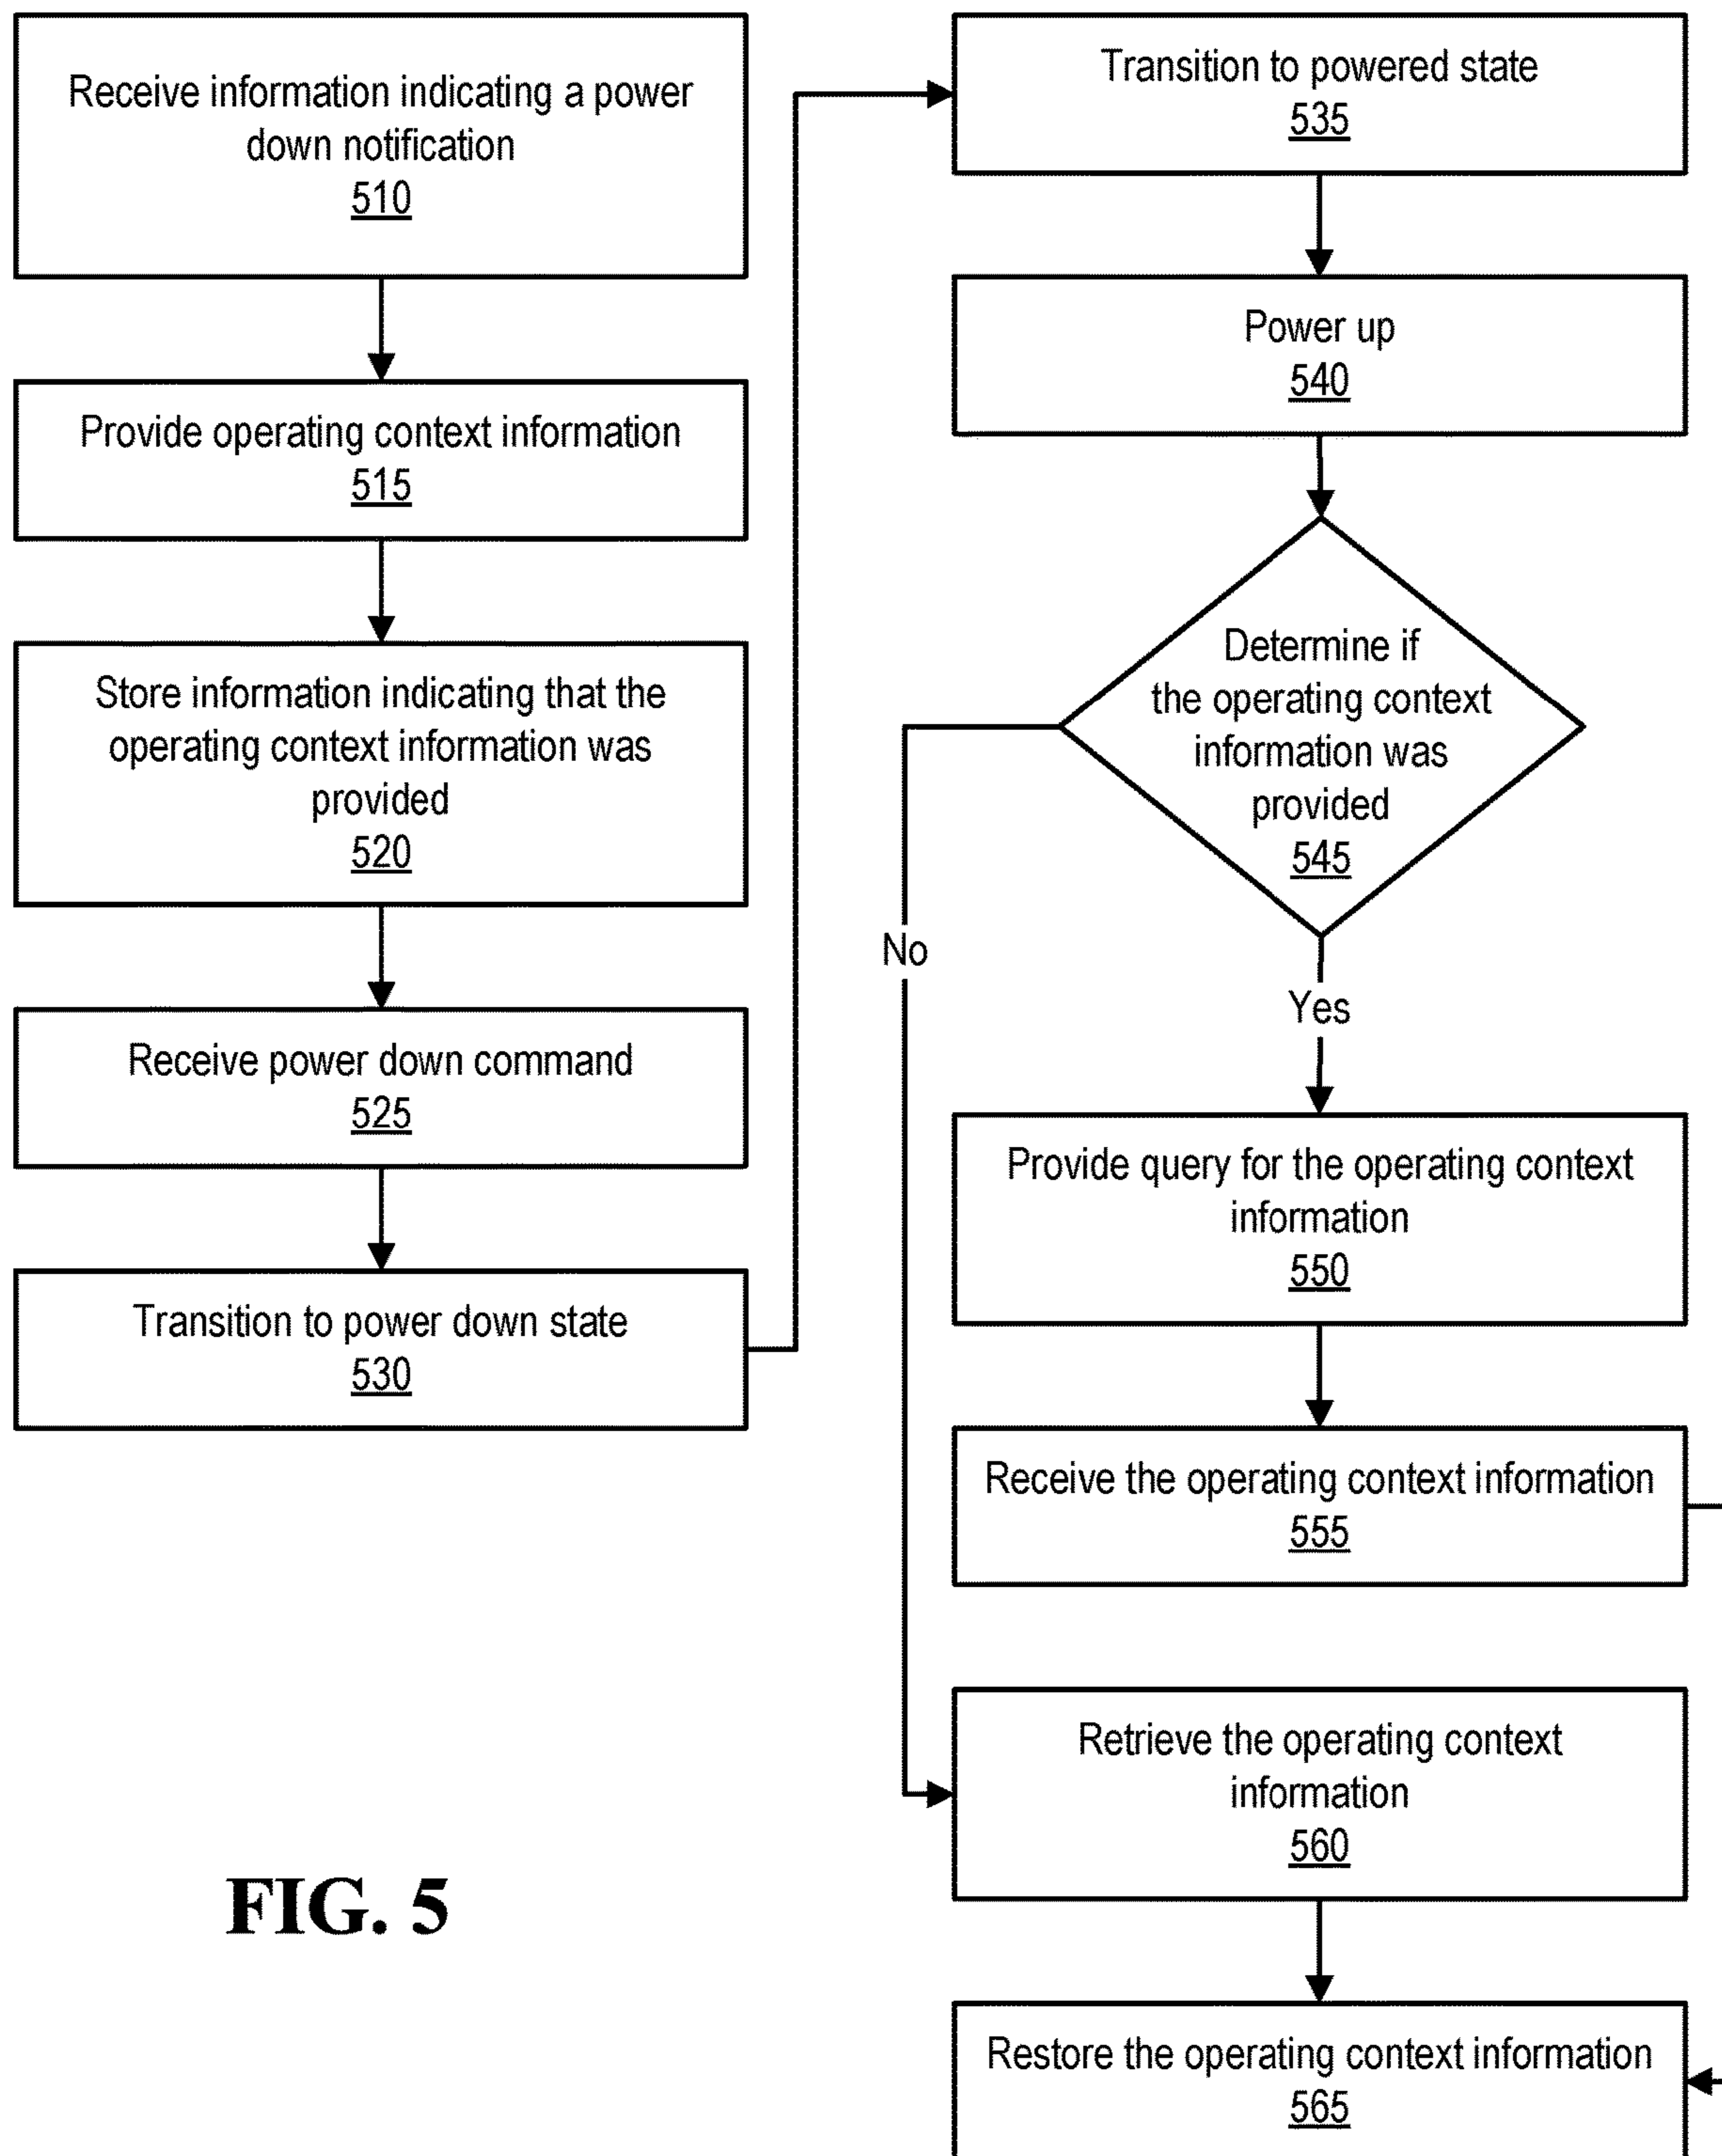 Receive information indicating a power
down notification
510
Provide operating context information
515
Store information indicating that the
operating context information was
provided
520
Receive power down command
525
Transition to power down state
530
Transition to powered state
535
Power up
540
Determine if
the operating context
information was
provided
545
No
Yes
Provide query for the operating context
information
550
Receive the operating context information
555
Retrieve the operating context
information
560
Restore the operating context information
565
FIG. 5